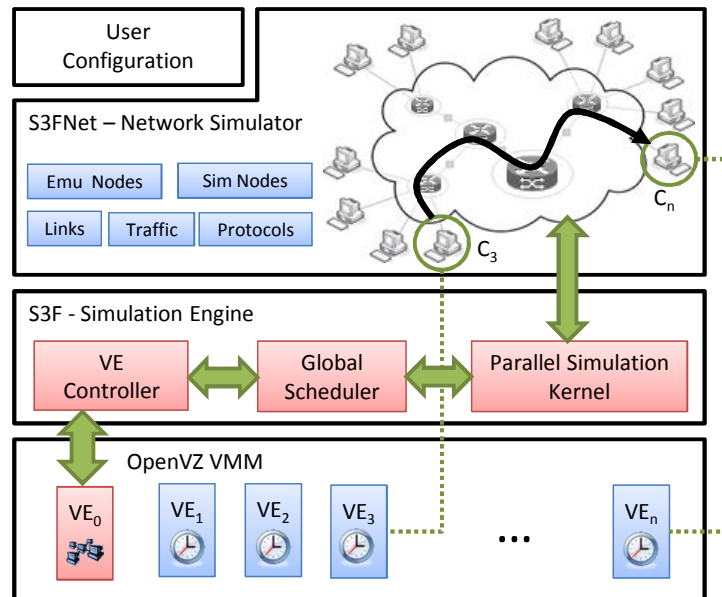 User
Configuration
S3FNet – Network Simulator
Emu Nodes
Sim Nodes
Links
Traffic
Protocols
Cn
C3
S3F - Simulation Engine
VE
Controller
Global
Scheduler
Parallel Simulation
Kernel
OpenVZ VMM
VE0
VE1
VE2
VE3
...
VEn